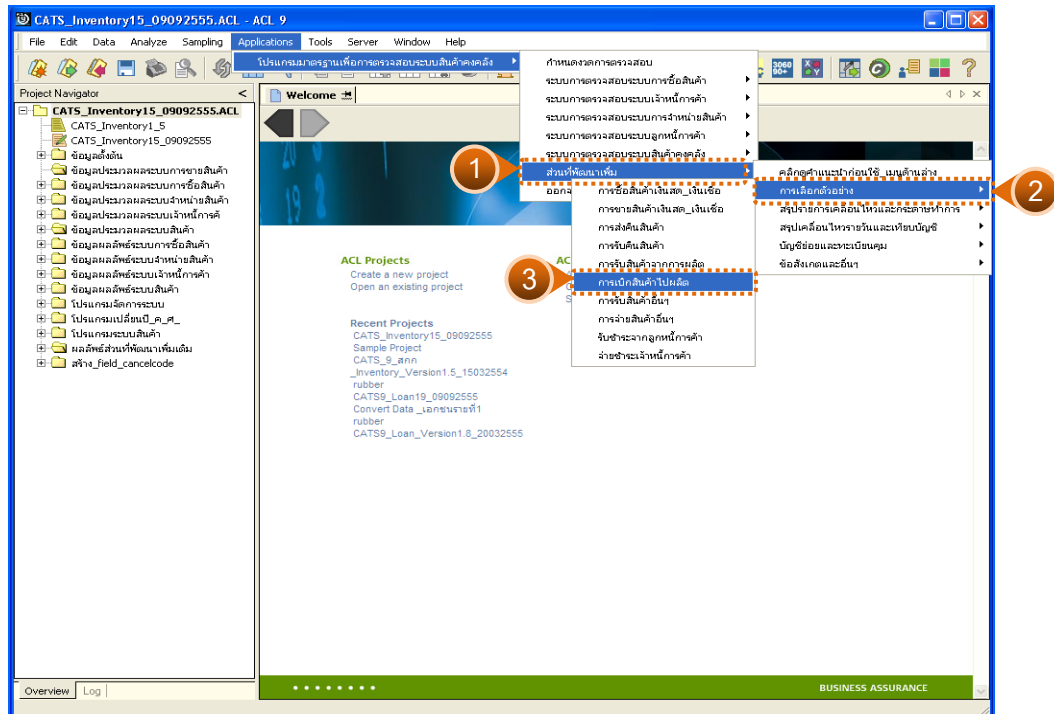 CATS_Inventory15_09092555.ACL - ACL 9
File Edit Data Analyze Sampling Applications Tools Server Window Help
โปรแกรมมาตรฐานเพื่อการตรวจสอบระบบสินค้าคงคลัง
กำหนดงวดการตรวจสอบ
ระบบการตรวจสอบระบบการซื้อสินค้า
ระบบการตรวจสอบระบบเจ้าหนี้การค้า
ระบบการตรวจสอบระบบการจำหน่ายสินค้า
ระบบการตรวจสอบระบบลูกหนี้การค้า
ระบบการตรวจสอบระบบสินค้าคงคลัง
ส่วนที่พัฒนาเพิ่ม
ออกจ
1
คลิกดูคำแนะนำก่อนใช้_เมนูด้านล่าง
การเลือกตัวอย่าง
สรุปรายการเคลื่อนไหวและกระดาษทำการ
สรุปเคลื่อนไหวรายวันและเทียบบัญชี
บัญชีย่อยและทะเบียนคุม
ข้อสังเกตและอื่นๆ
2
การซื้อสินค้าเงินสด_เงินเชื่อ
การขายสินค้าเงินสด_เงินเชื่อ
การส่งคืนสินค้า
การรับคืนสินค้า
การรับสินค้าจากการผลิต
การเบิกสินค้าไปผลิต
การรับสินค้าอื่นๆ
การจ่ายสินค้าอื่นๆ
รับชำระจากลูกหนี้การค้า
จ่ายชำระเจ้าหนี้การค้า
3
Project Navigator <
CATS_Inventory15_09092555.ACL
CATS_Inventory1_5
CATS_Inventory15_09092555
ข้อมูลตั้งต้น
ข้อมูลประมวลผลระบบการขายสินค้า
ข้อมูลประมวลผลระบบการซื้อสินค้า
ข้อมูลประมวลผลระบบจำหน่ายสินค้า
ข้อมูลประมวลผลระบบเจ้าหนี้การค้
ข้อมูลประมวลผลระบบสินค้า
ข้อมูลผลลัพธ์ระบบการซื้อสินค้า
ข้อมูลผลลัพธ์ระบบจำหน่ายสินค้า
ข้อมูลผลลัพธ์ระบบเจ้าหนี้การค้า
ข้อมูลผลลัพธ์ระบบสินค้า
โปรแกรมจัดการระบบ
โปรแกรมเปลี่ยนปี_ค_ศ_
โปรแกรมระบบสินค้า
ผลลัพธ์ส่วนที่พัฒนาเพิ่มเติม
สร้าง_field_cancelcode
Welcome
ACL Projects
Create a new project
Open an existing project
AC
Recent Projects
CATS_Inventory15_09092555
Sample Project
CATS_9_สกก
_Inventory_Version1.5_15032554
rubber
CATS9_Loan19_09092555
Convert Data _เอกชนรายที่1
rubber
CATS9_Loan_Version1.8_20032555
BUSINESS ASSURANCE
Overview Log